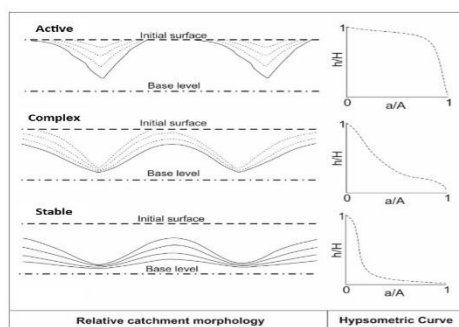 Active
Initial surface
Base level
1
h/H
0
a/A
1
Complex
Initial surface
Base level
1
h/H
0
a/A
1
Stable
Initial surface
Base level
1
h/H
0
a/A
1
Relative catchment morphology
Hypsometric Curve